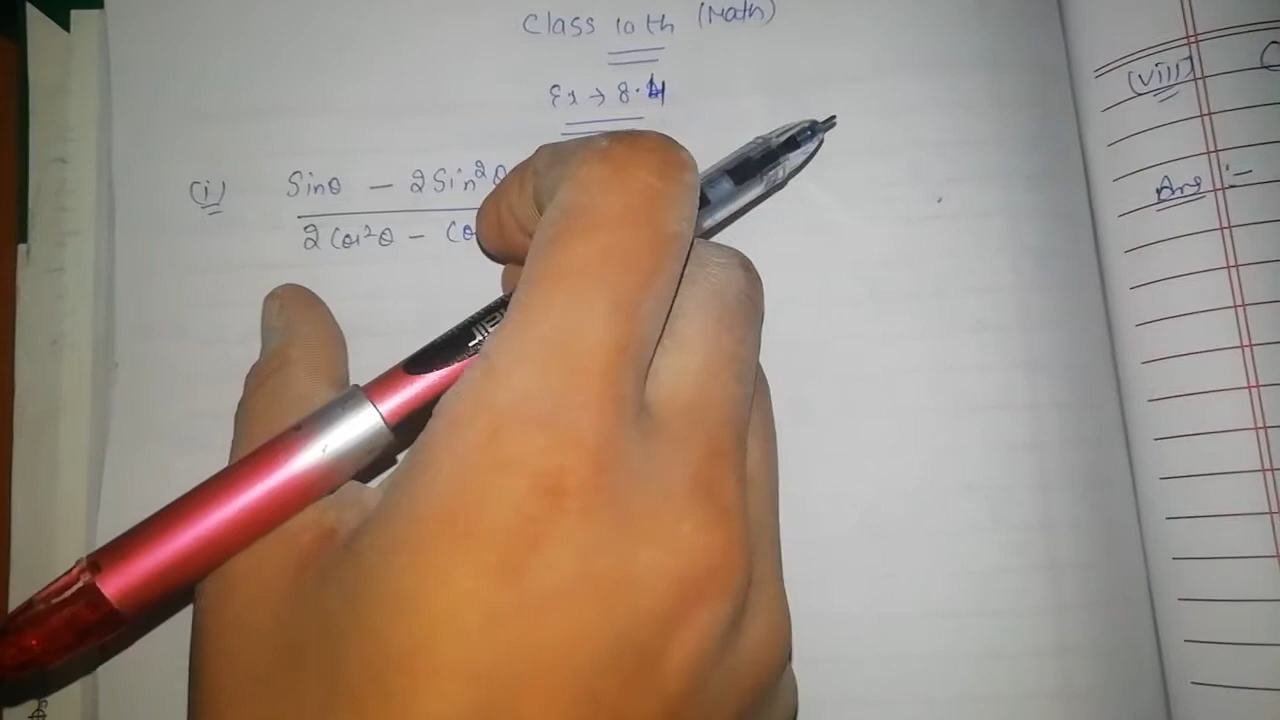 Class 10th (Math)
Ex → 8.4
(i) Sinθ - 2Sin²θ
2Cos²θ - Co
(viii)
Ans :-